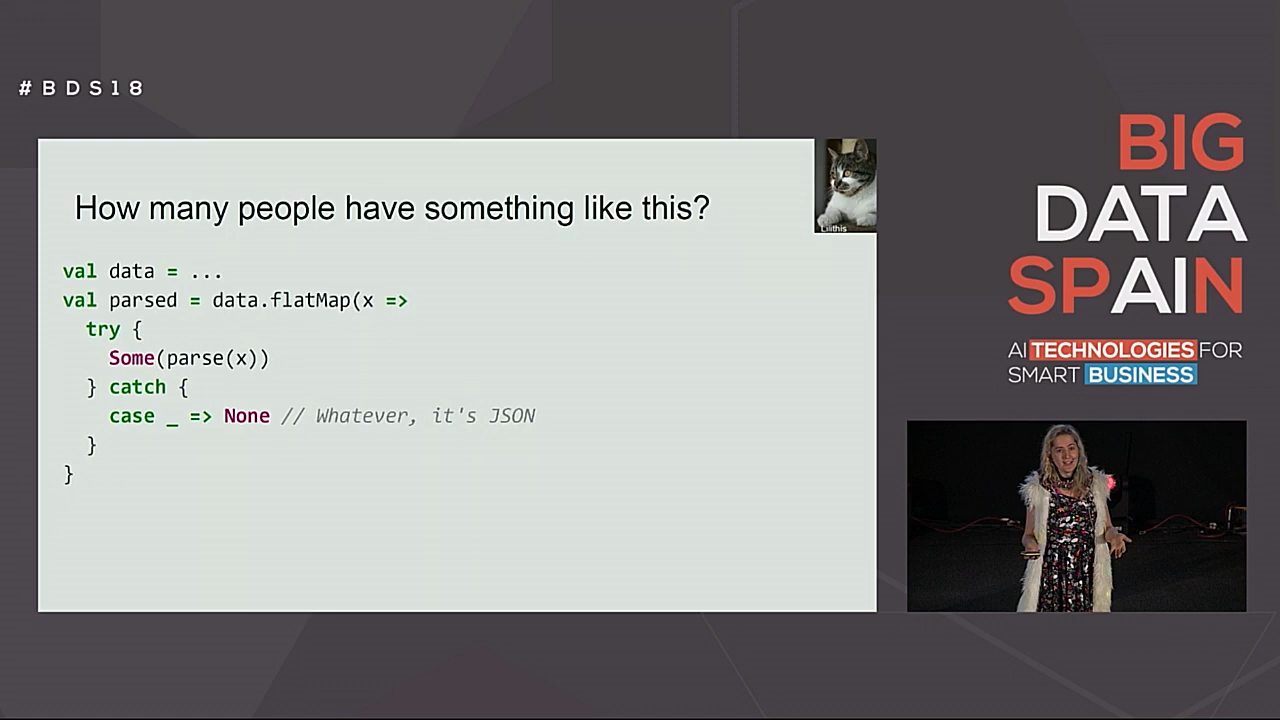 #BDS18
How many people have something like this?
Lilithis
val data = ...
val parsed = data.flatMap(x =>
try {
Some(parse(x))
} catch {
case _ => None // Whatever, it's JSON
}
}
BIG
DATA
SPAIN
AI TECHNOLOGIES FOR
SMART BUSINESS